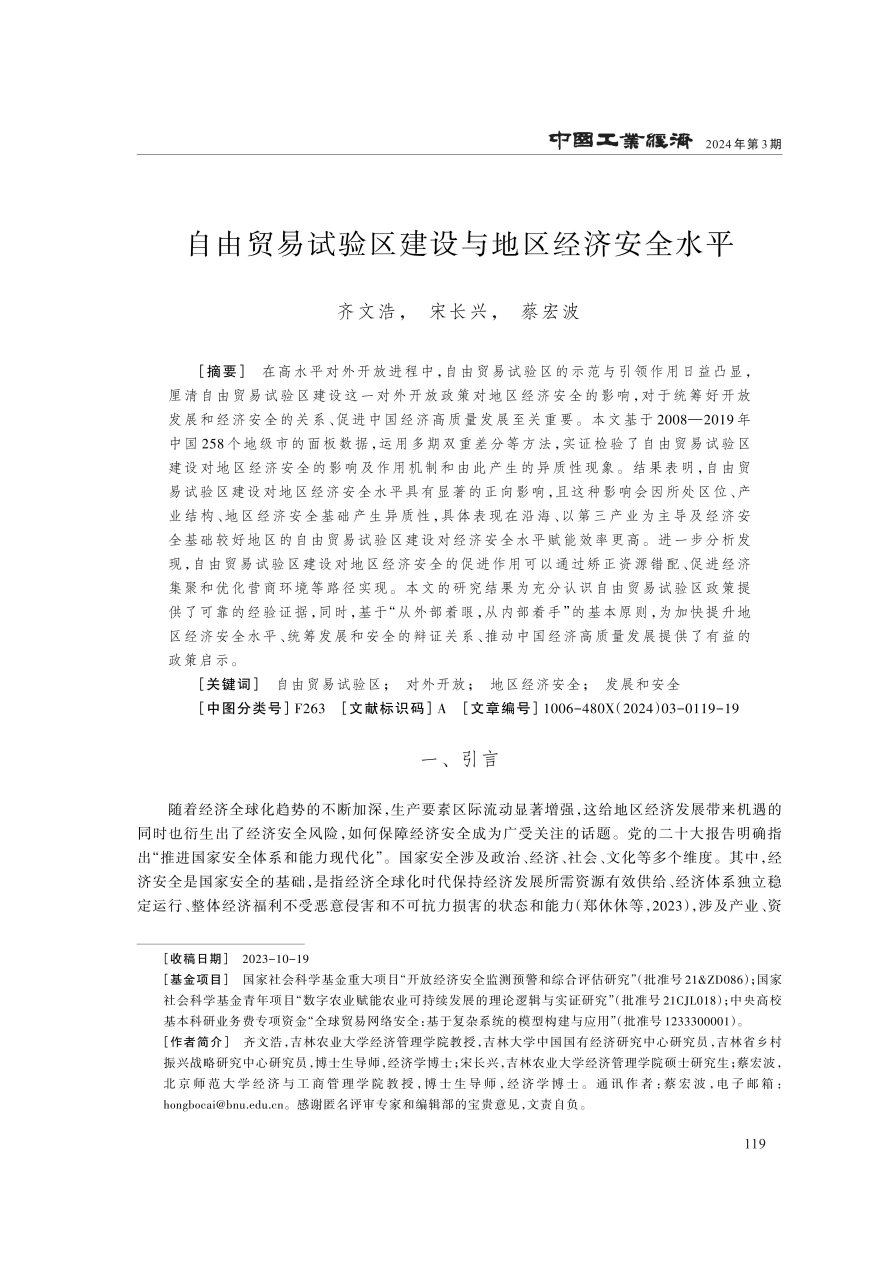 中国工業經濟 2024年第3期
自由贸易试验区建设与地区经济安全水平
齐文浩， 宋长兴， 蔡宏波
［摘要］ 在高水平对外开放进程中，自由贸易试验区的示范与引领作用日益凸显，
厘清自由贸易试验区建设这一对外开放政策对地区经济安全的影响，对于统筹好开放
发展和经济安全的关系、促进中国经济高质量发展至关重要。本文基于2008—2019年
中国258个地级市的面板数据，运用多期双重差分等方法，实证检验了自由贸易试验区
建设对地区经济安全的影响及作用机制和由此产生的异质性现象。结果表明，自由贸
易试验区建设对地区经济安全水平具有显著的正向影响，且这种影响会因所处区位、产
业结构、地区经济安全基础产生异质性，具体表现在沿海、以第三产业为主导及经济安
全基础较好地区的自由贸易试验区建设对经济安全水平赋能效率更高。进一步分析发
现，自由贸易试验区建设对地区经济安全的促进作用可以通过矫正资源错配、促进经济
集聚和优化营商环境等路径实现。本文的研究结果为充分认识自由贸易试验区政策提
供了可靠的经验证据，同时，基于“从外部着眼，从内部着手”的基本原则，为加快提升地
区经济安全水平、统筹发展和安全的辩证关系、推动中国经济高质量发展提供了有益的
政策启示。
［关键词］ 自由贸易试验区； 对外开放； 地区经济安全； 发展和安全
［中图分类号］F263 ［文献标识码］A ［文章编号］1006-480X（2024）03-0119-19
一、引言
随着经济全球化趋势的不断加深，生产要素区际流动显著增强，这给地区经济发展带来机遇的
同时也衍生出了经济安全风险，如何保障经济安全成为广受关注的话题。党的二十大报告明确指
出“推进国家安全体系和能力现代化”。国家安全涉及政治、经济、社会、文化等多个维度。其中，经
济安全是国家安全的基础，是指经济全球化时代保持经济发展所需资源有效供给、经济体系独立稳
定运行、整体经济福利不受恶意侵害和不可抗力损害的状态和能力（郑休休等，2023），涉及产业、资
［收稿日期］ 2023-10-19
［基金项目］ 国家社会科学基金重大项目“开放经济安全监测预警和综合评估研究”（批准号21&ZD086）；国家
社会科学基金青年项目“数字农业赋能农业可持续发展的理论逻辑与实证研究”（批准号21CJL018）；中央高校
基本科研业务费专项资金“全球贸易网络安全：基于复杂系统的模型构建与应用”（批准号1233300001）。
［作者简介］ 齐文浩，吉林农业大学经济管理学院教授，吉林大学中国国有经济研究中心研究员，吉林省乡村
振兴战略研究中心研究员，博士生导师，经济学博士；宋长兴，吉林农业大学经济管理学院硕士研究生；蔡宏波，
北京师范大学经济与工商管理学院教授，博士生导师，经济学博士。通讯作者：蔡宏波，电子邮箱：
hongbocai@bnu.edu.cn。感谢匿名评审专家和编辑部的宝贵意见，文责自负。
119